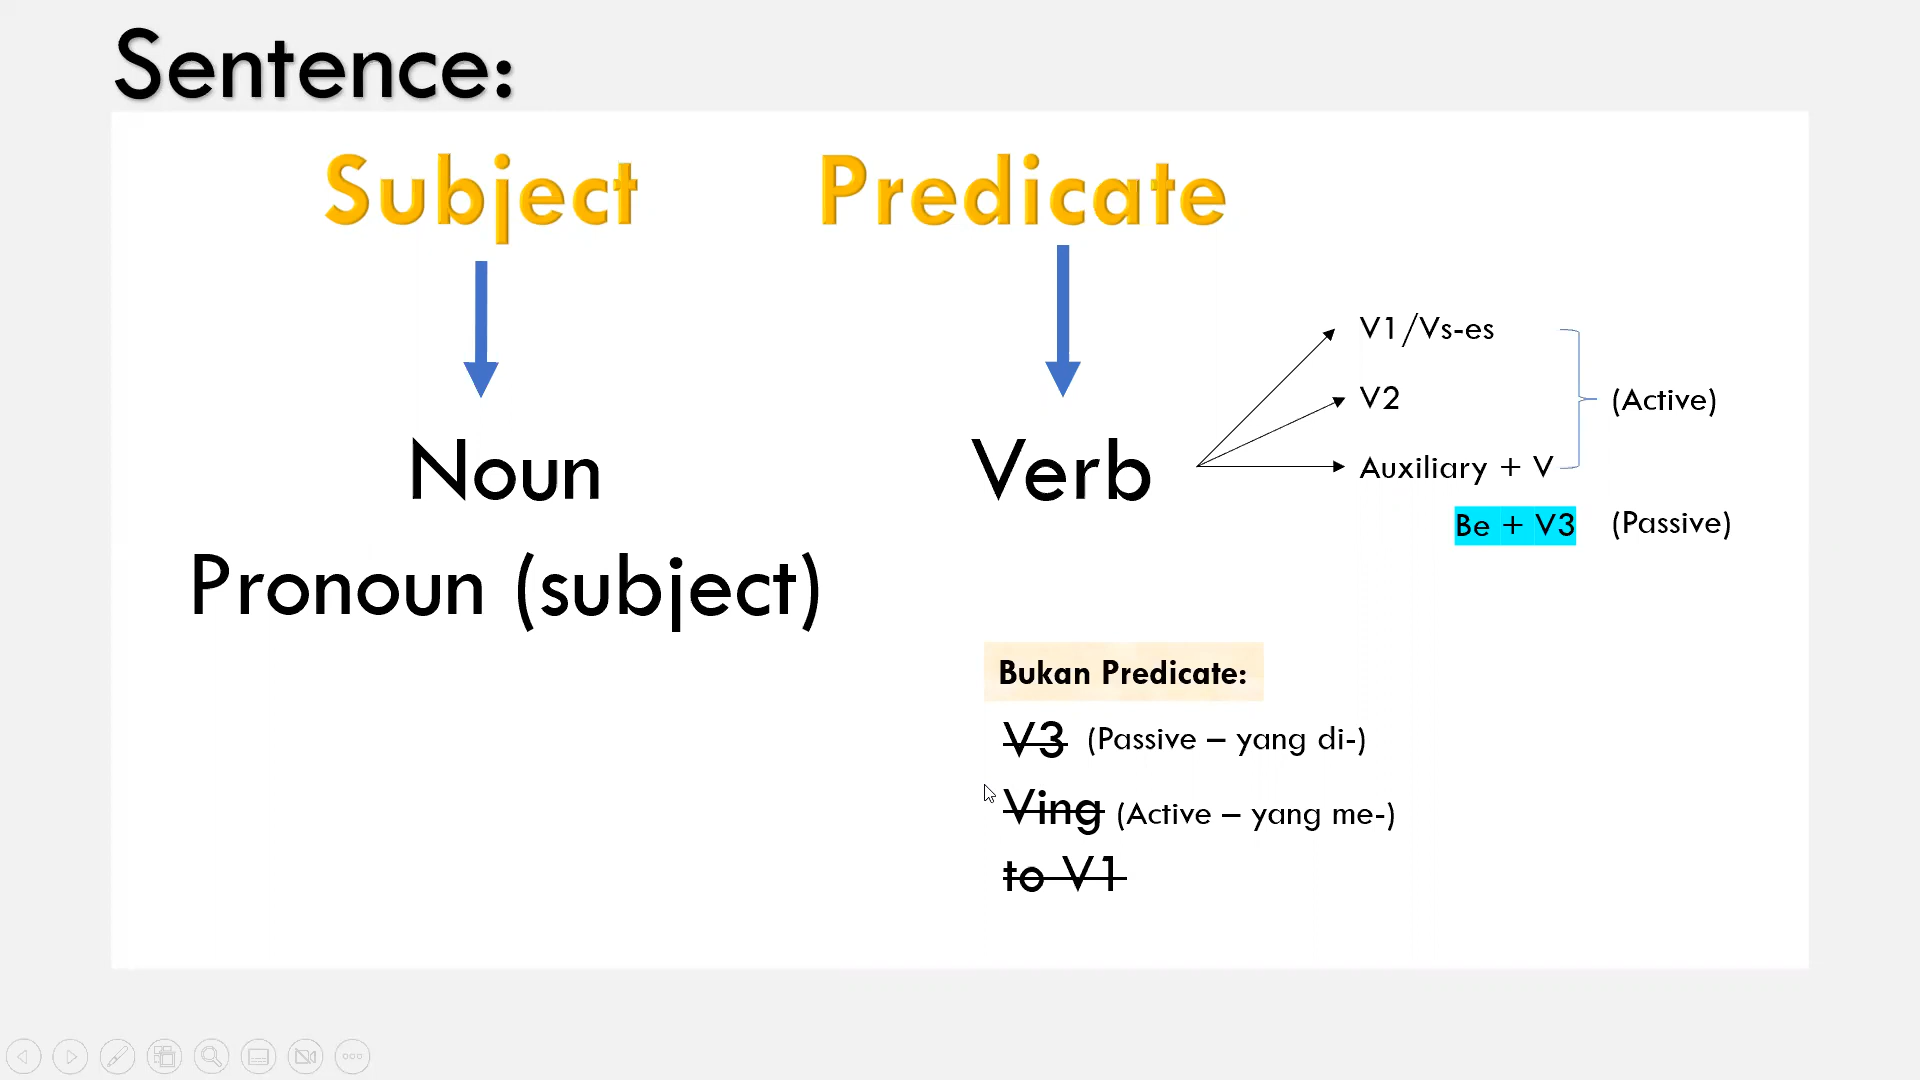 Sentence:
Subject
Predicate
Noun
Pronoun (subject)
Verb
V1/Vs-es
V2
Auxiliary + V
(Active)
Be + V3 (Passive)
Bukan Predicate:
V3 (Passive – yang di-)
Ving (Active – yang me-)
to V1